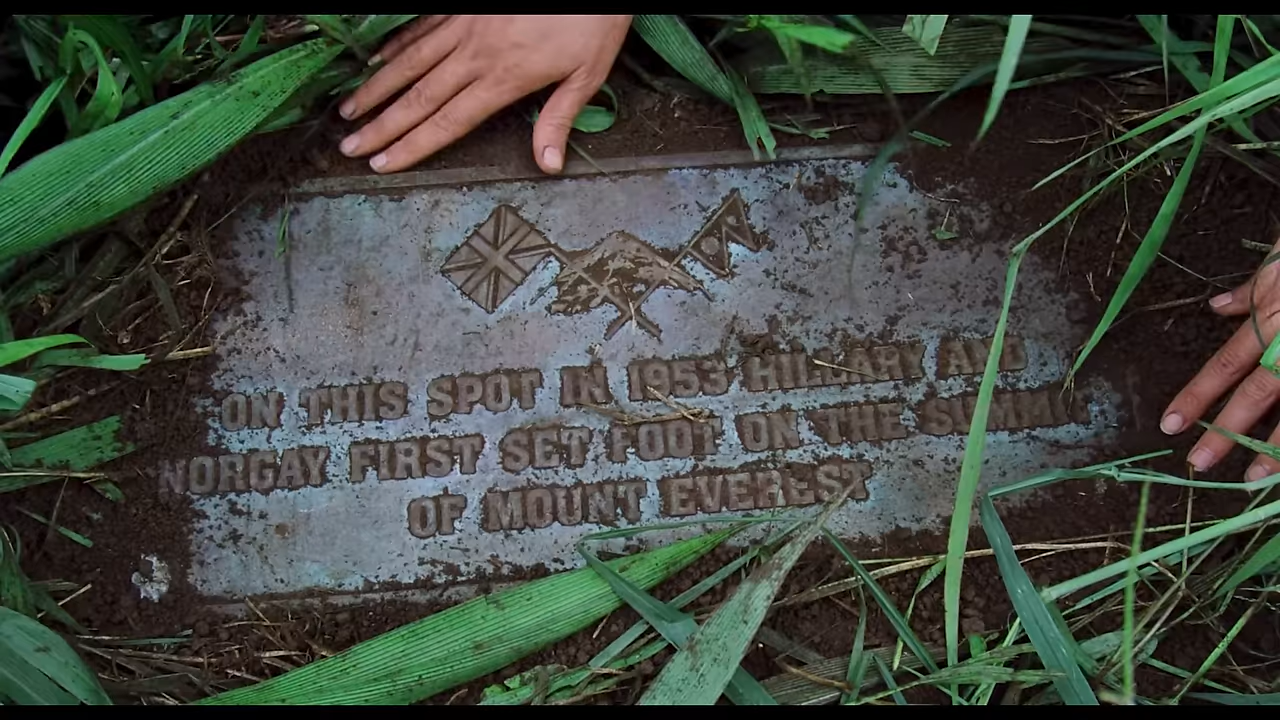 ON THIS SPOT IN 1953 HILLARY AND
NORGAY FIRST SET FOOT ON THE SUMMIT
OF MOUNT EVEREST